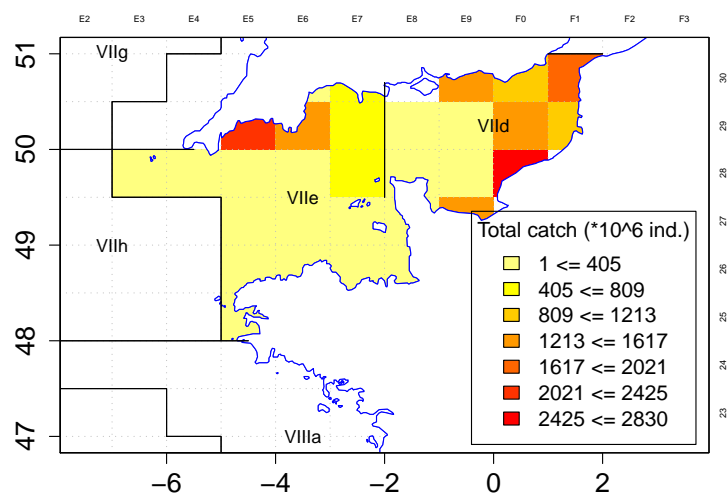 E2 E3 E4 E5 E6 E7 E8 E9 F0 F1 F2 F3
51
50
49
48
47
30
29
28
27
26
25
24
23
VIIg
VIId
VIIe
VIIh
VIIIa
Total catch (*10^6 ind.)
1 <= 405
405 <= 809
809 <= 1213
1213 <= 1617
1617 <= 2021
2021 <= 2425
2425 <= 2830
−6 −4 −2 0 2